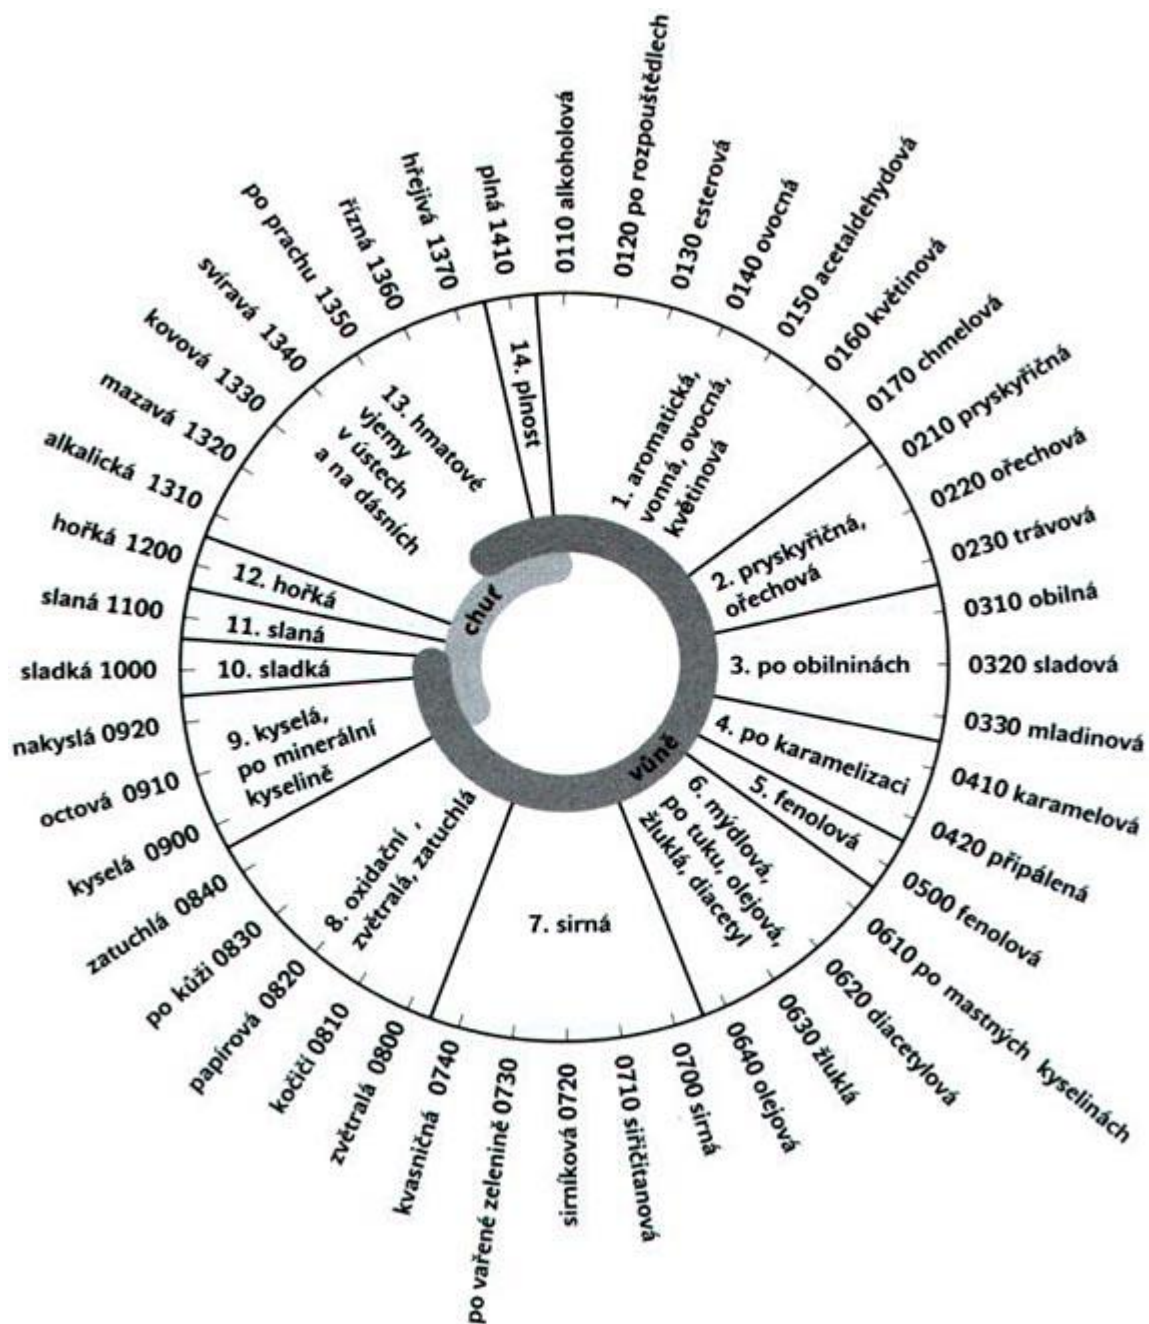 0110 alkoholová
0120 po rozpouštědlech
0130 esterová
0140 ovocná
0150 acetaldehydová
0160 květinová
0170 chmelová
0210 pryskyřičná
0220 ořechová
0230 trávová
0310 obilná
0320 sladová
0330 mladinová
0410 karamelová
0420 připálená
0500 fenolová
0610 po mastných kyselinách
0620 diacetylová
0630 žluklá
0640 olejová
0700 sirná
0710 siřičitanová
sirníková 0720
po vařené zelenině 0730
kvasničná 0740
zvětralá 0800
kočičí 0810
papírová 0820
po kůži 0830
zatuchlá 0840
kyselá 0900
octová 0910
nakyslá 0920
sladká 1000
slaná 1100
hořká 1200
alkalická 1310
mazavá 1320
kovová 1330
svíravá 1340
po prachu 1350
řízná 1360
hřejivá 1370
plná 1410
1. aromatická,
vonná, ovocná,
květinová
2. pryskyřičná,
ořechová
3. po obilninách
4. po karamelizaci
5. fenolová
6. mýdlová,
po tuku, olejová,
žluklá, diacetyl
7. sirná
8. oxidační ,
zvětralá, zatuchlá
9. kyselá,
po minerální
kyselině
10. sladká
11. slaná
12. hořká
13. hmatové
vjemy
v ústech
a na dásních
14. plnost
chuť
vůně